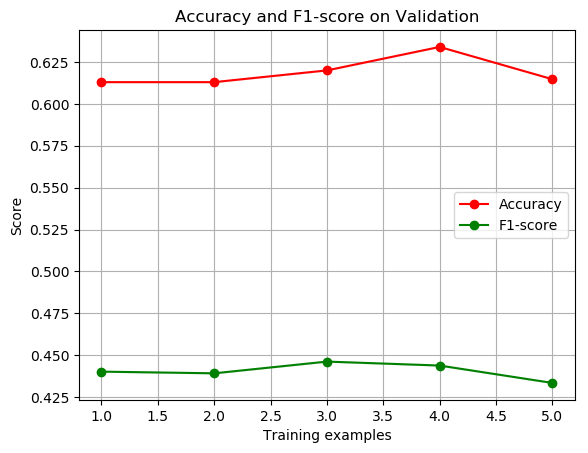 Accuracy and F1-score on Validation
Score
0.625
0.600
0.575
0.550
0.525
0.500
0.475
0.450
0.425
Accuracy
F1-score
1.0 1.5 2.0 2.5 3.0 3.5 4.0 4.5 5.0
Training examples